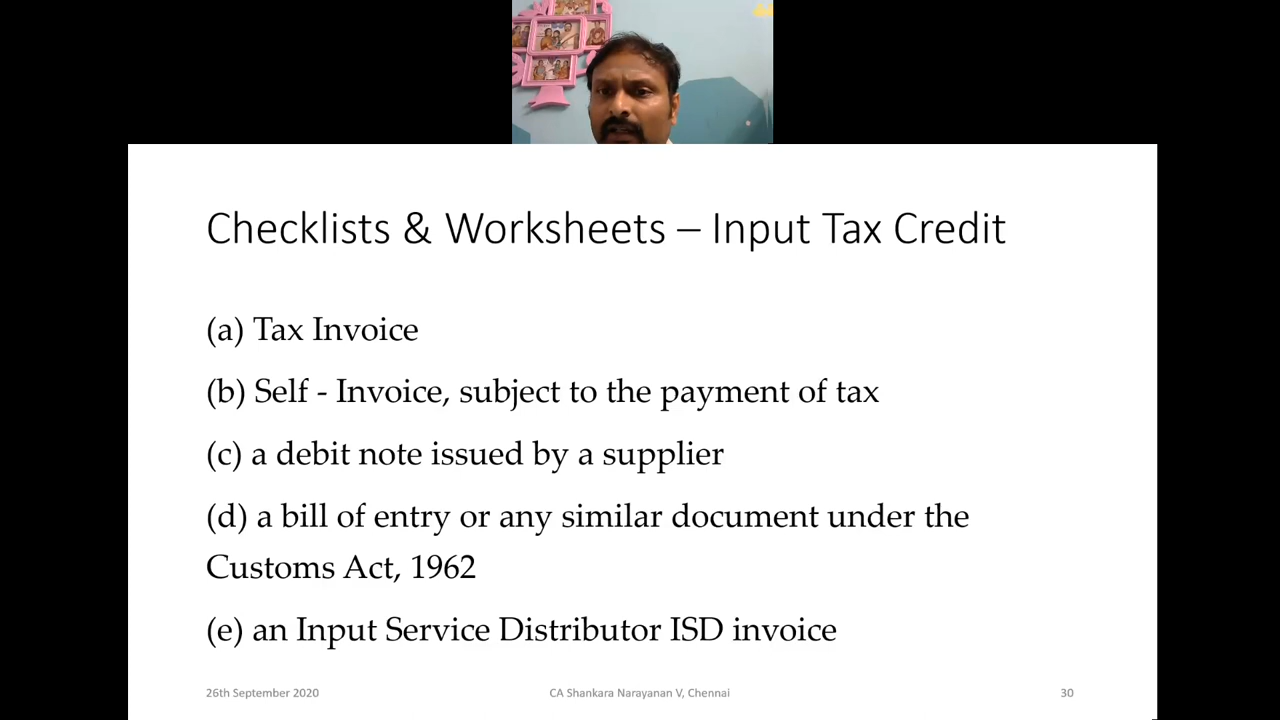 Checklists & Worksheets – Input Tax Credit
(a) Tax Invoice
(b) Self - Invoice, subject to the payment of tax
(c) a debit note issued by a supplier
(d) a bill of entry or any similar document under the
Customs Act, 1962
(e) an Input Service Distributor ISD invoice
26th September 2020
CA Shankara Narayanan V, Chennai
30